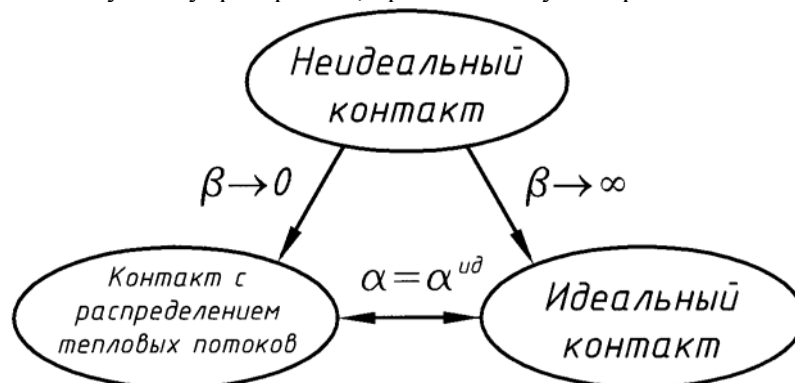 Неидеальный
контакт
β→0
β→∞
Контакт с
распределением
тепловых потоков
α=α^ид
Идеальный
контакт